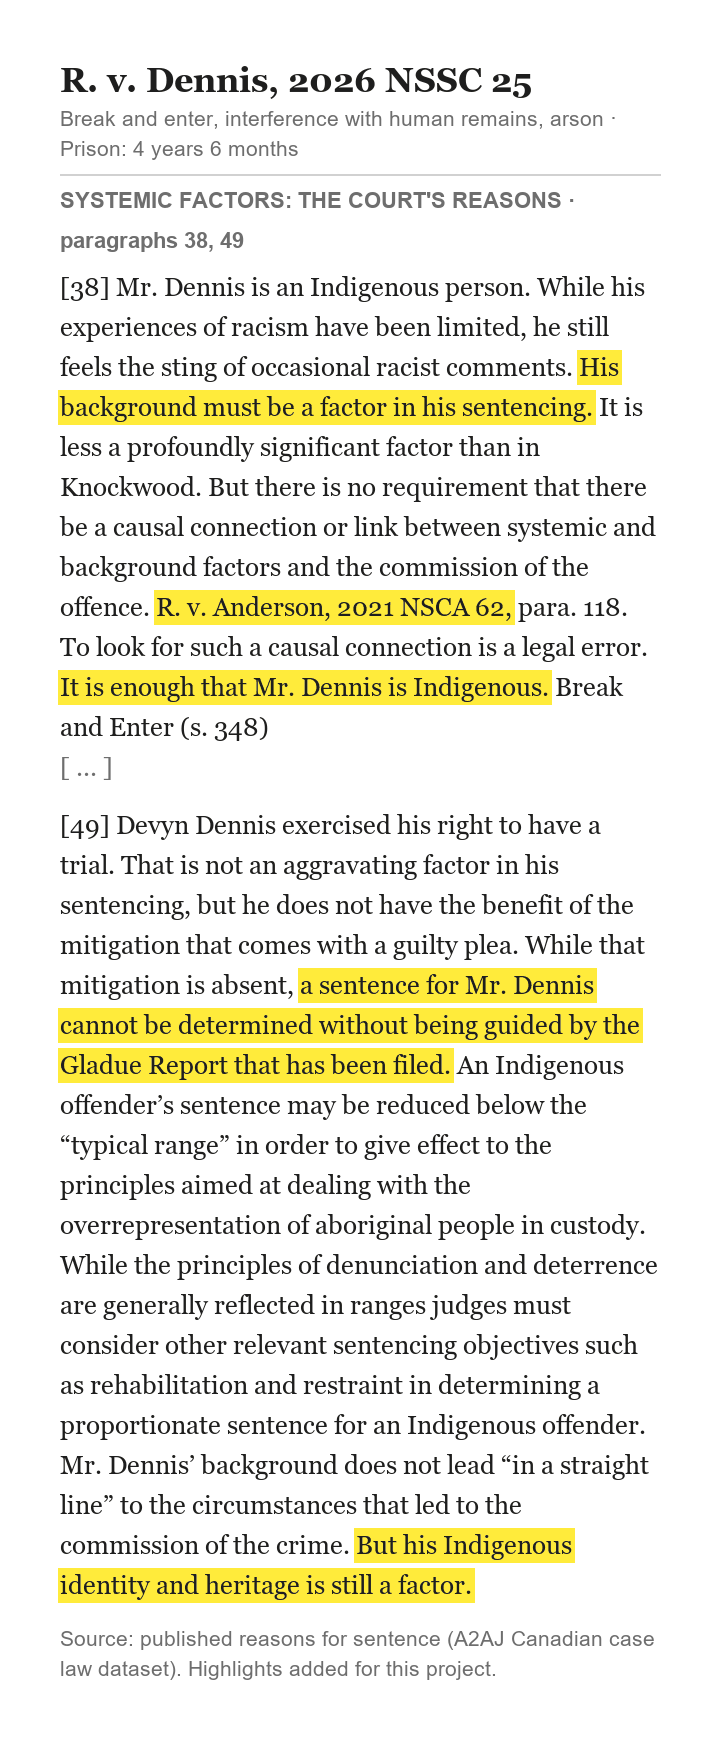 R. v. Dennis, 2026 NSSC 25
Break and enter, interference with human remains, arson ·
Prison: 4 years 6 months
SYSTEMIC FACTORS: THE COURT'S REASONS ·
paragraphs 38, 49
[38] Mr. Dennis is an Indigenous person. While his
experiences of racism have been limited, he still
feels the sting of occasional racist comments. His
background must be a factor in his sentencing. It is
less a profoundly significant factor than in
Knockwood. But there is no requirement that there
be a causal connection or link between systemic and
background factors and the commission of the
offence. R. v. Anderson, 2021 NSCA 62, para. 118.
To look for such a causal connection is a legal error.
It is enough that Mr. Dennis is Indigenous. Break
and Enter (s. 348)
[ ... ]
[49] Devyn Dennis exercised his right to have a
trial. That is not an aggravating factor in his
sentencing, but he does not have the benefit of the
mitigation that comes with a guilty plea. While that
mitigation is absent, a sentence for Mr. Dennis
cannot be determined without being guided by the
Gladue Report that has been filed. An Indigenous
offender’s sentence may be reduced below the
“typical range” in order to give effect to the
principles aimed at dealing with the
overrepresentation of aboriginal people in custody.
While the principles of denunciation and deterrence
are generally reflected in ranges judges must
consider other relevant sentencing objectives such
as rehabilitation and restraint in determining a
proportionate sentence for an Indigenous offender.
Mr. Dennis’ background does not lead “in a straight
line” to the circumstances that led to the
commission of the crime. But his Indigenous
identity and heritage is still a factor.
Source: published reasons for sentence (A2AJ Canadian case
law dataset). Highlights added for this project.